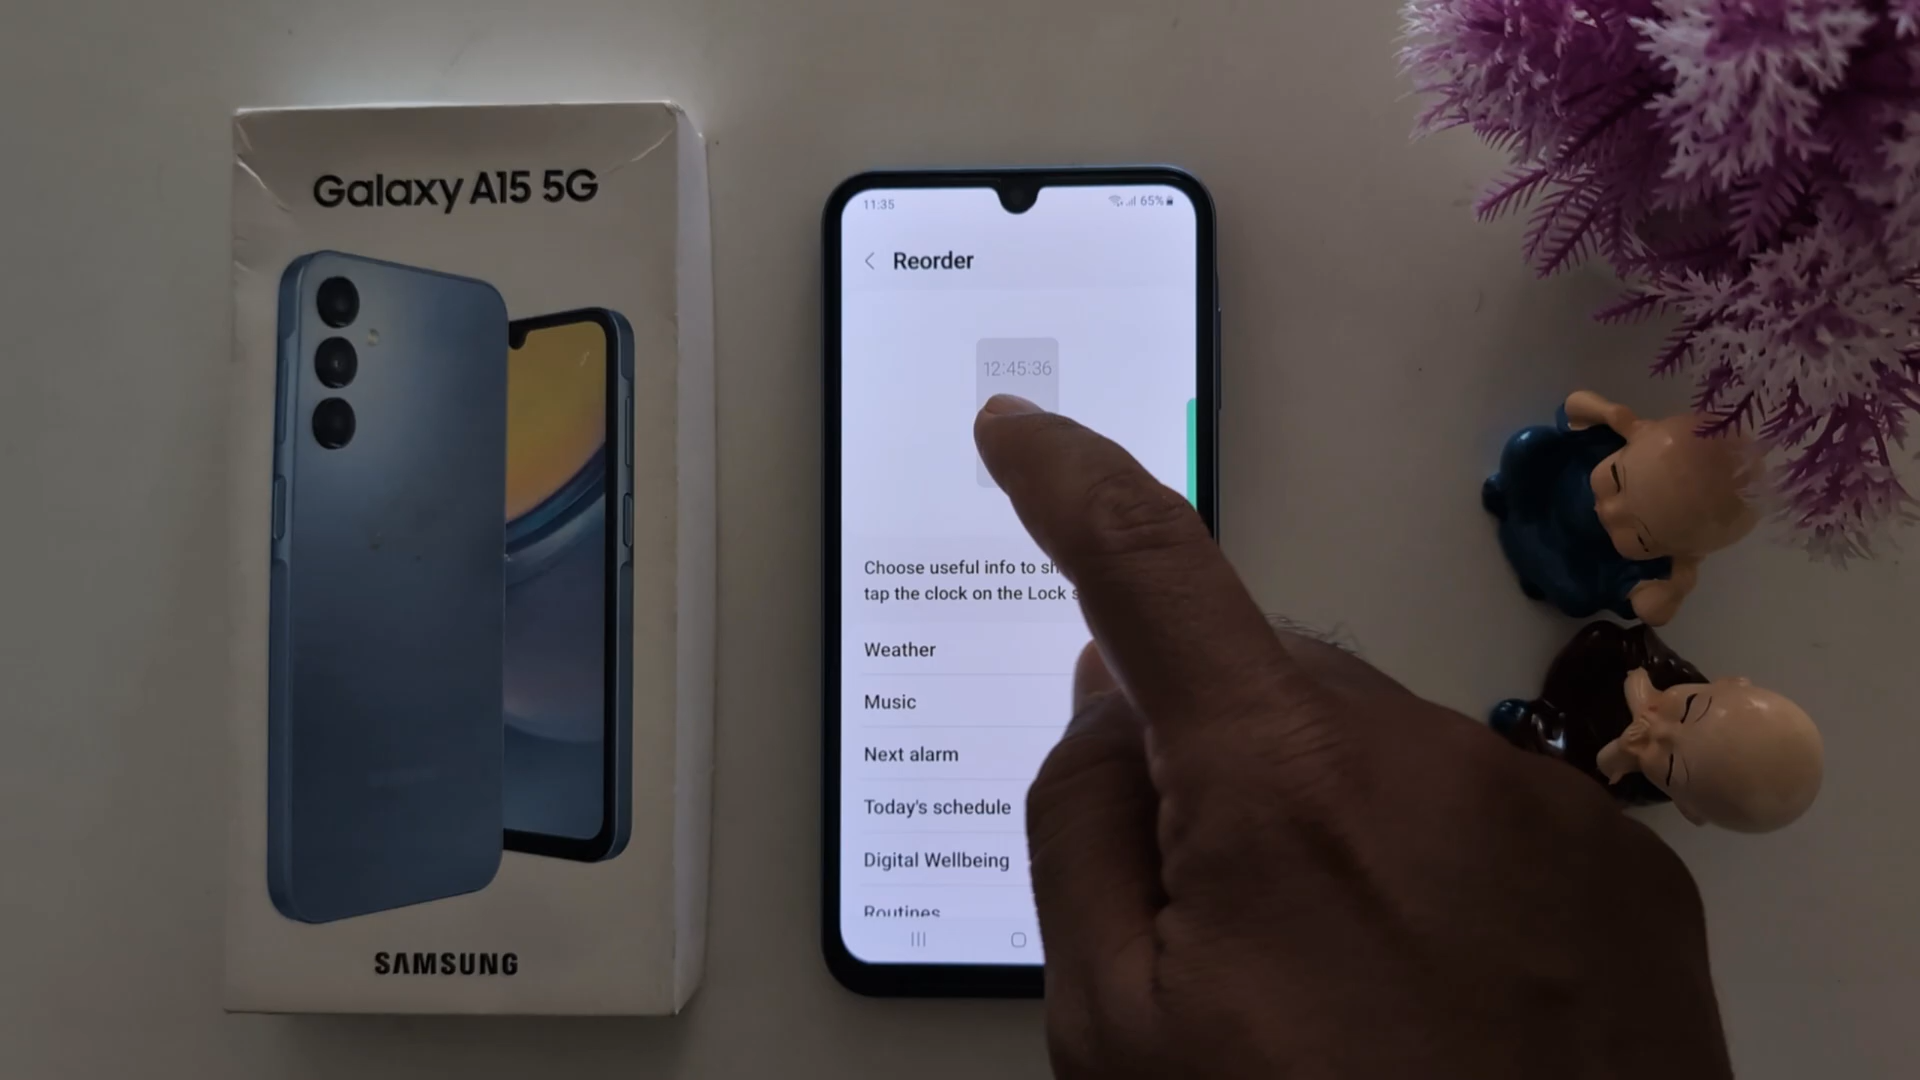 Galaxy A15 5G
SAMSUNG
11:35
65%
Reorder
12:45:36
Choose useful info to
tap the clock on the Lock
Weather
Music
Next alarm
Today's schedule
Digital Wellbeing
Routines